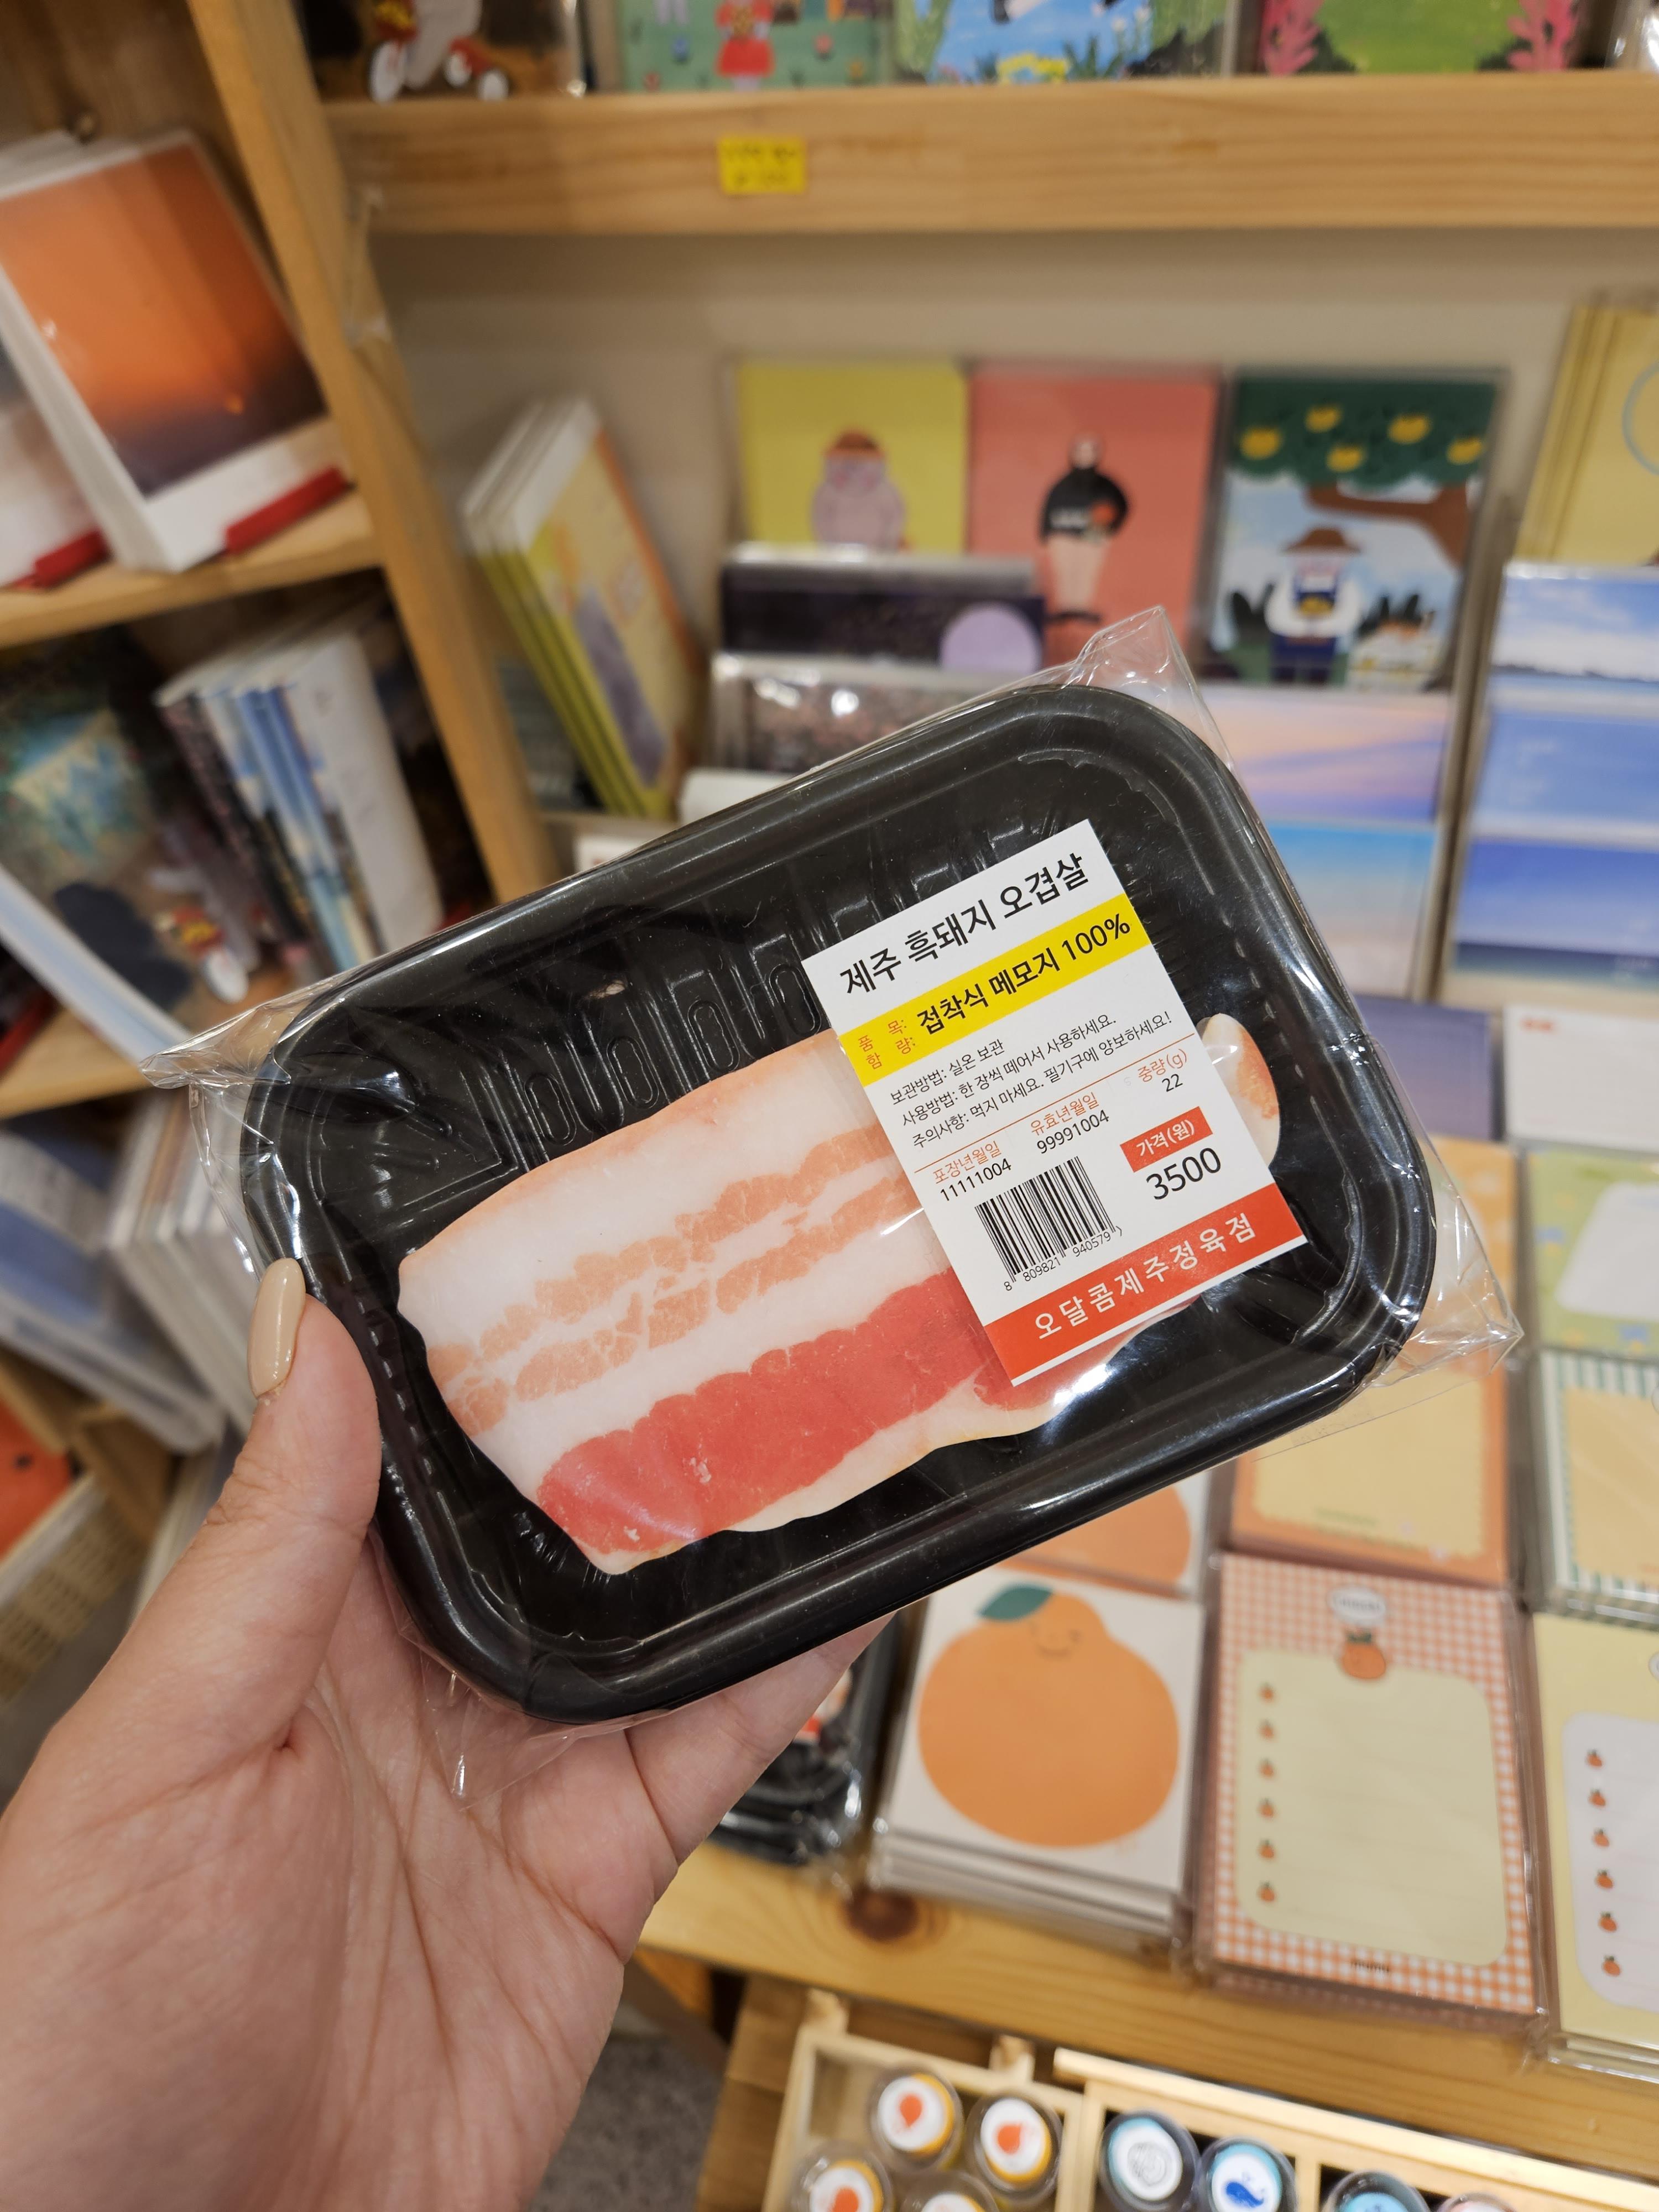 제주 흑돼지 오겹살
품 목: 접착식 메모지 100%
함 량:
보관방법: 실온 보관
사용방법: 한 장씩 떼어서 사용하세요.
주의사항: 먹지 마세요. 필기구에 양보하세요!
포장년월일 유효년월일 중량(g)
11111004 99991004 22
가격(원)
3500
8 809821 940579
오달콤제주정육점